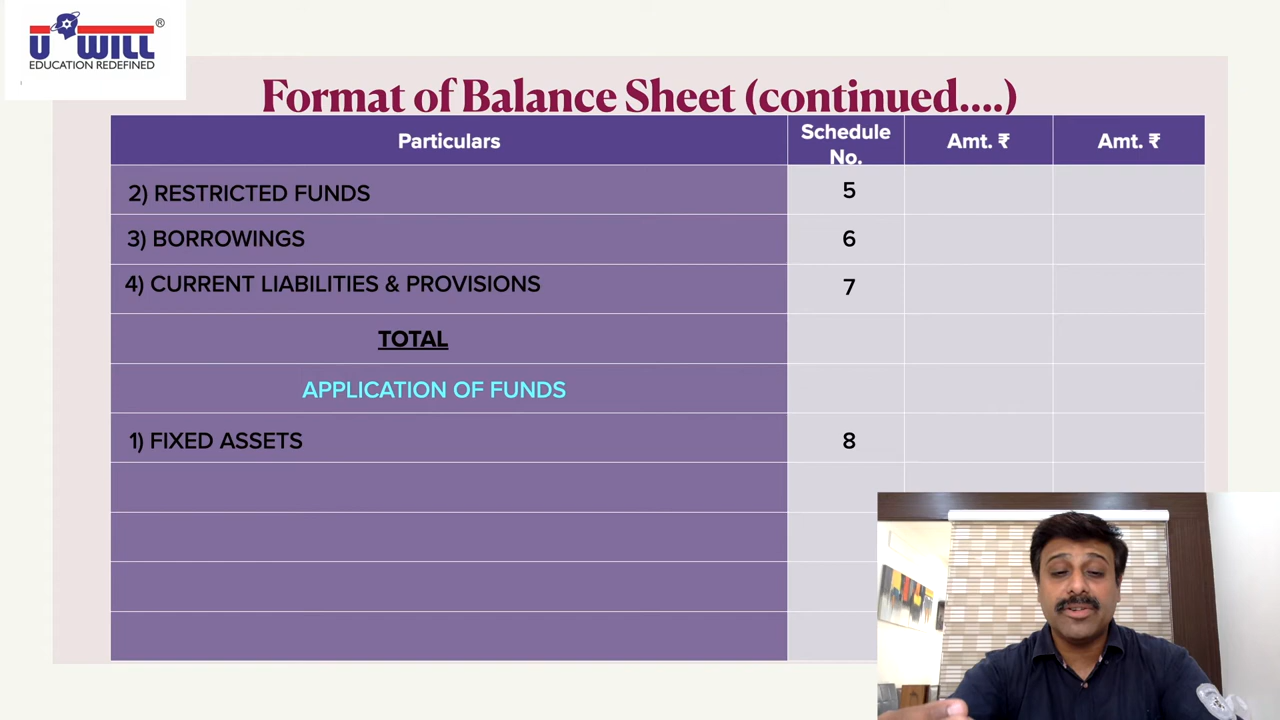 U WILL
®
EDUCATION REDEFINED
Format of Balance Sheet (continued....)
Particulars
Schedule No.
Amt. ₹
Amt. ₹
2) RESTRICTED FUNDS
5
3) BORROWINGS
6
4) CURRENT LIABILITIES & PROVISIONS
7
TOTAL
APPLICATION OF FUNDS
1) FIXED ASSETS
8